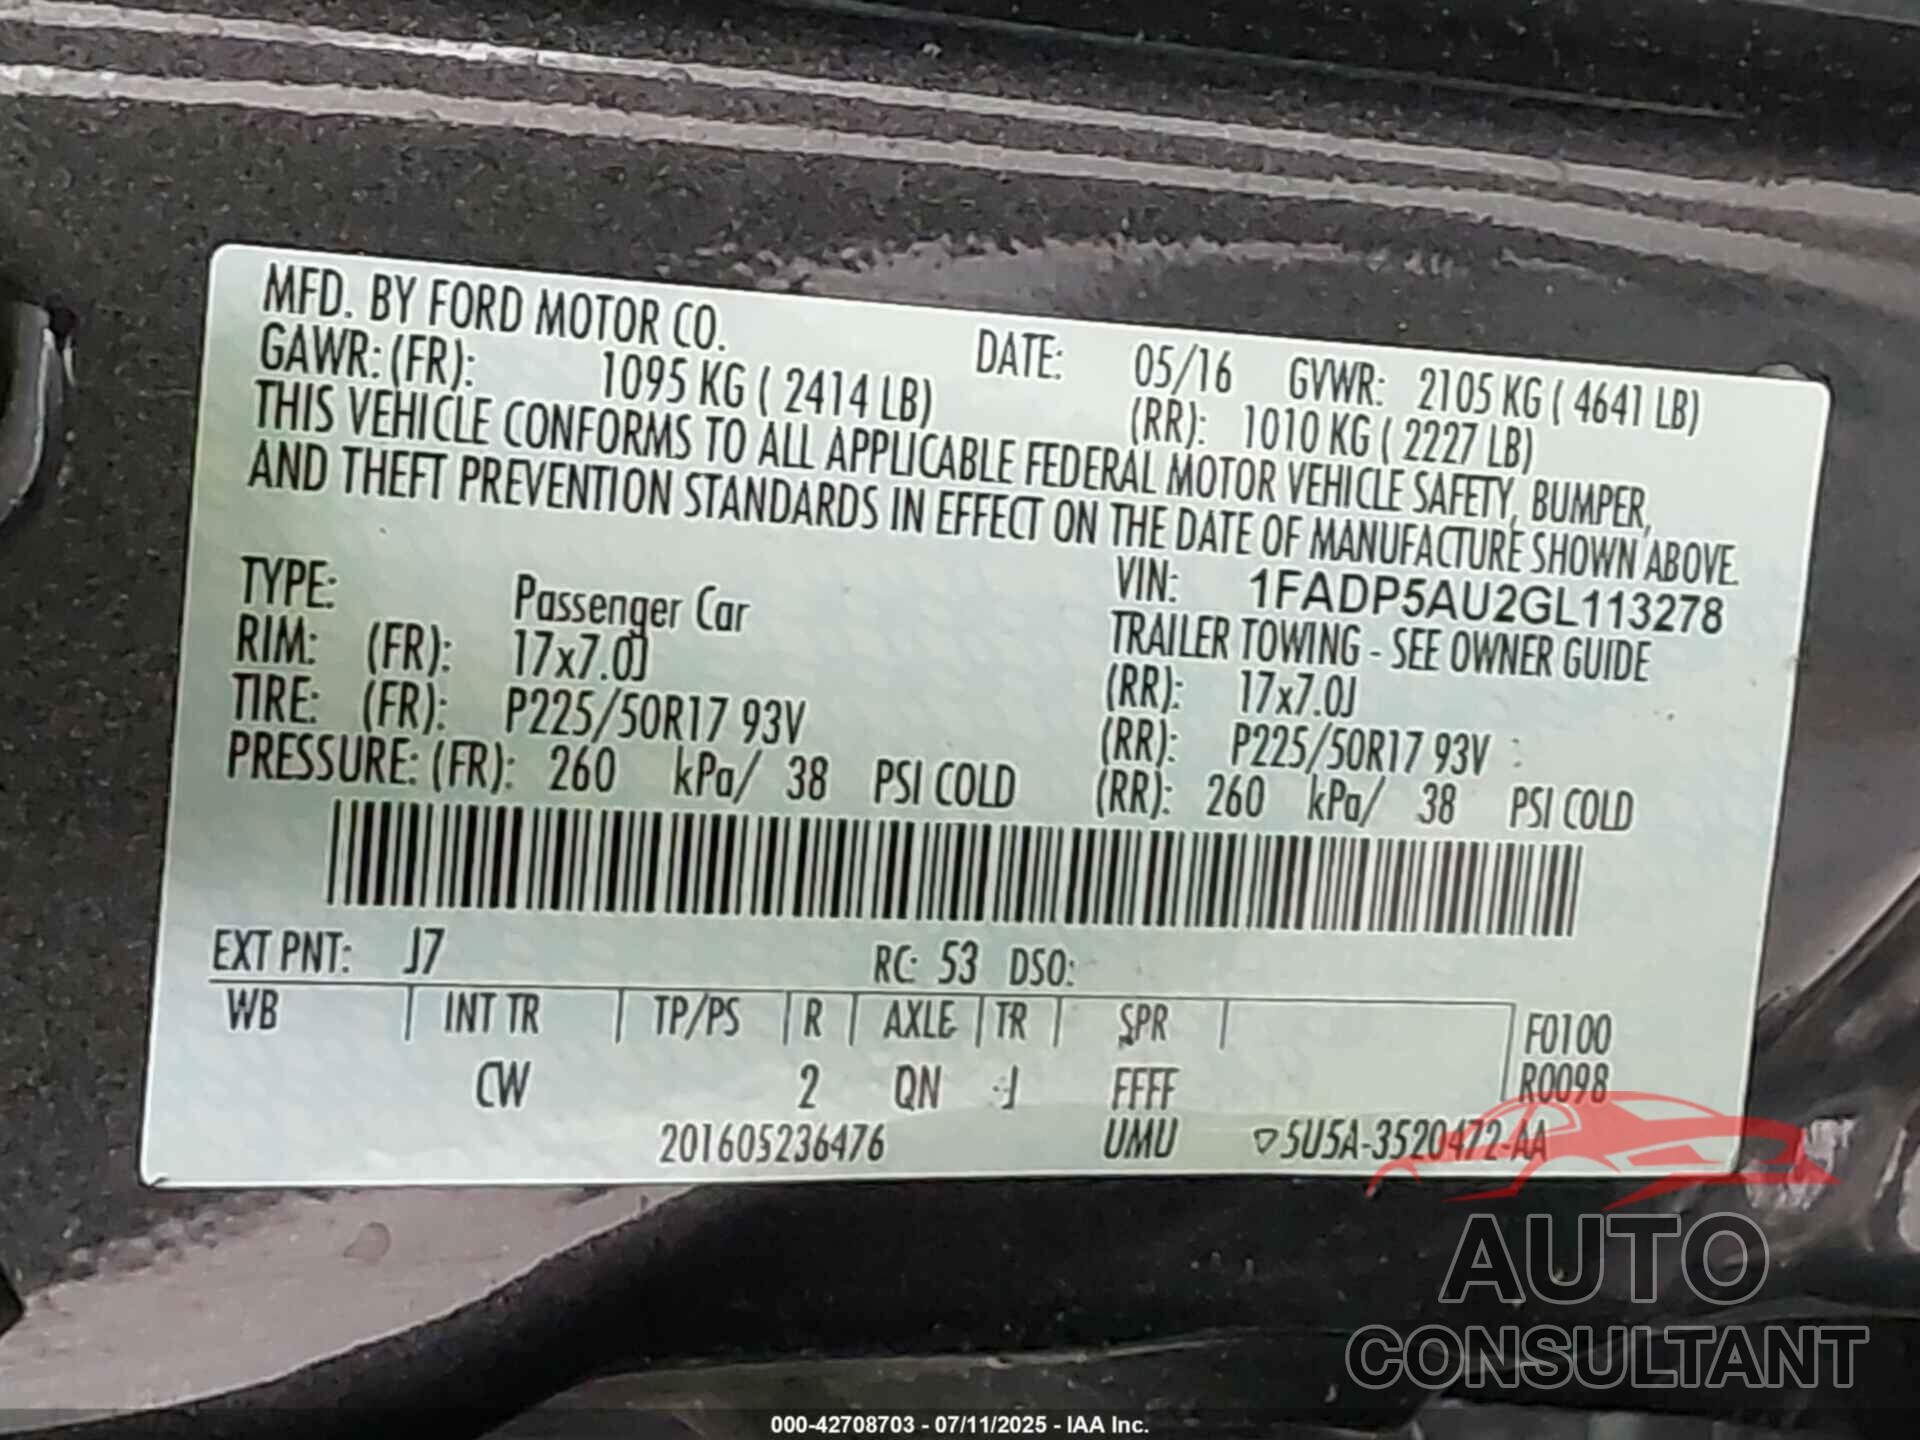 MFD. BY FORD MOTOR CO. DATE: 05/16 GVWR: 2105 KG ( 4641 LB)
GAWR: (FR): 1095 KG ( 2414 LB) (RR): 1010 KG ( 2227 LB)
THIS VEHICLE CONFORMS TO ALL APPLICABLE FEDERAL MOTOR VEHICLE SAFETY, BUMPER,
AND THEFT PREVENTION STANDARDS IN EFFECT ON THE DATE OF MANUFACTURE SHOWN ABOVE.
VIN: 1FADP5AU2GL113278
TYPE: Passenger Car TRAILER TOWING - SEE OWNER GUIDE
RIM: (FR): 17x7.0J (RR): 17x7.0J
TIRE: (FR): P225/50R17 93V (RR): P225/50R17 93V
PRESSURE: (FR): 260 kPa/ 38 PSI COLD (RR): 260 kPa/ 38 PSI COLD
EXT PNT: J7 RC: 53 DSO:
WB INT TR TP/PS R AXLE TR SPR F0100
CW 2 QN J FFFF R0098
201605236476 UMU 5U5A-3520472-AA
AUTO
CONSULTANT
000-42708703 - 07/11/2025 - IAA Inc.